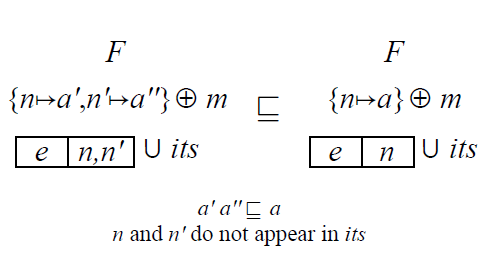 F F
{n↦a′,n′↦a″}⊕ m ⊑ {n↦a}⊕ m
e n,n′ ∪ its e n ∪ its
a′ a″⊑ a
n and n′ do not appear in its